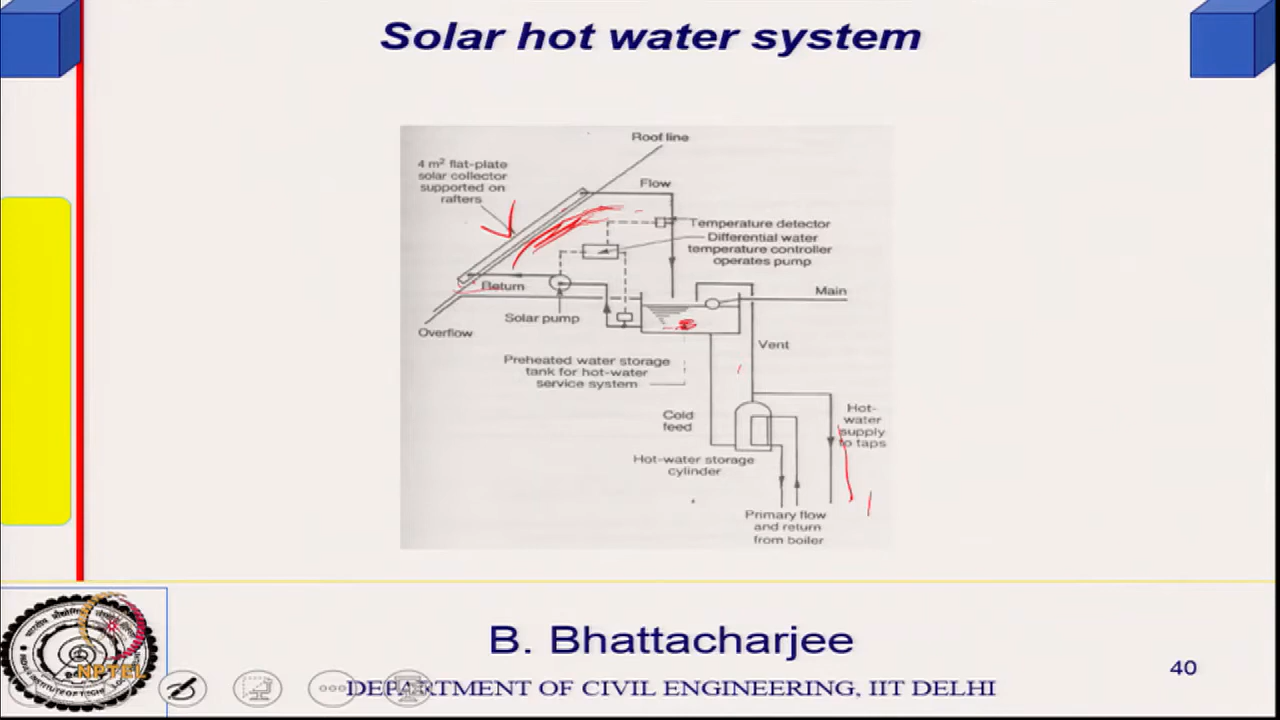 Solar hot water system
Roof line
4 m² flat-plate
solar collector
supported on
rafters
Flow
Temperature detector
Differential water
temperature controller
operates pump
Return
Main
Solar pump
Overflow
Vent
Preheated water storage
tank for hot-water
service system
Cold
feed
Hot-
water
supply
to taps
Hot-water storage
cylinder
Primary flow
and return
from boiler
B. Bhattacharjee
DEPARTMENT OF CIVIL ENGINEERING, IIT DELHI
40
NPTEL